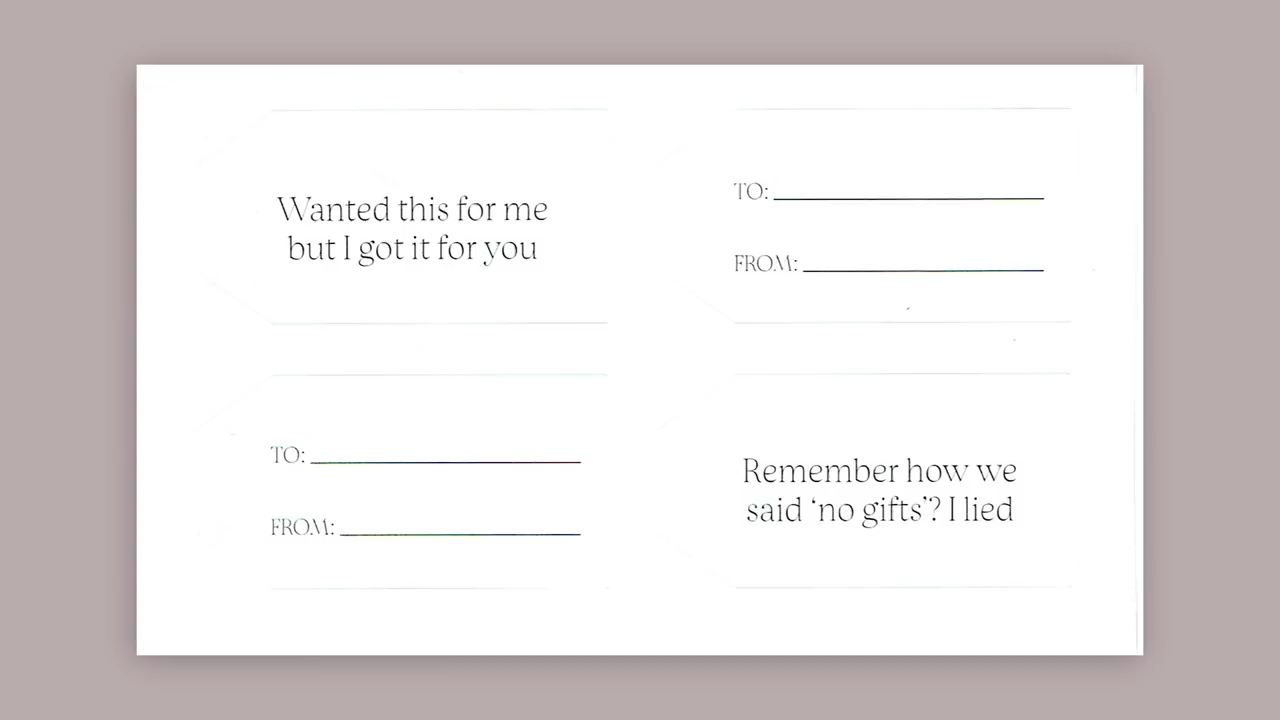 Wanted this for me
but I got it for you
TO:
FROM:
TO:
FROM:
Remember how we
said ‘no gifts’? I lied